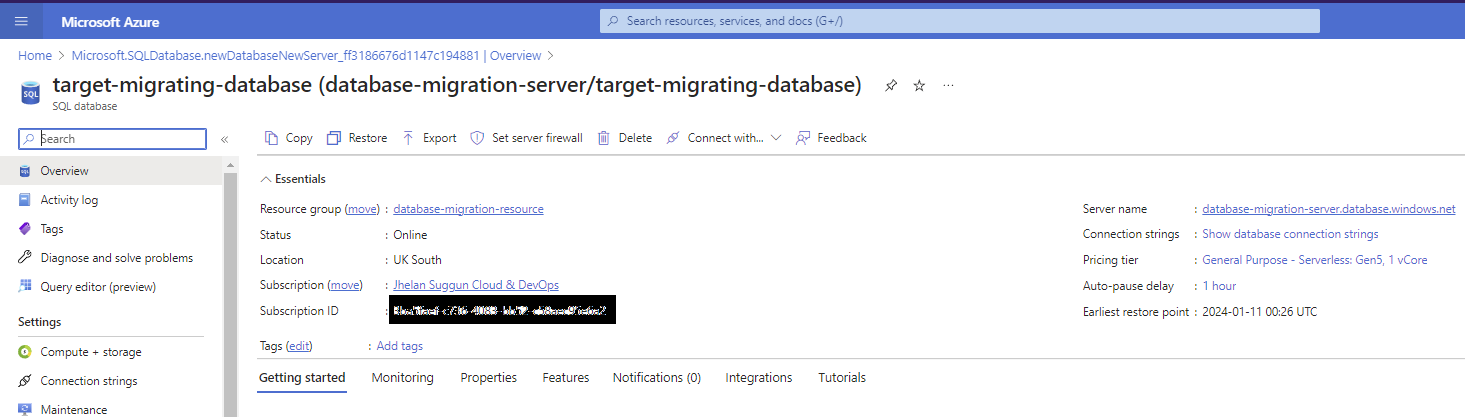 Microsoft Azure
Search resources, services, and docs (G+/)
Home > Microsoft.SQLDatabase.newDatabaseNewServer_ff3186676d1147c194881 | Overview >
target-migrating-database (database-migration-server/target-migrating-database)
SQL database
Search
Copy Restore Export Set server firewall Delete Connect with... Feedback
Overview
Activity log
Tags
Diagnose and solve problems
Query editor (preview)
Settings
Compute + storage
Connection strings
Maintenance
Essentials
Resource group (move) : database-migration-resource
Status : Online
Location : UK South
Subscription (move) : Jhelan Suggun Cloud & DevOps
Subscription ID :
Server name : database-migration-server.database.windows.net
Connection strings : Show database connection strings
Pricing tier : General Purpose - Serverless: Gen5, 1 vCore
Auto-pause delay : 1 hour
Earliest restore point : 2024-01-11 00:26 UTC
Tags (edit) : Add tags
Getting started Monitoring Properties Features Notifications (0) Integrations Tutorials